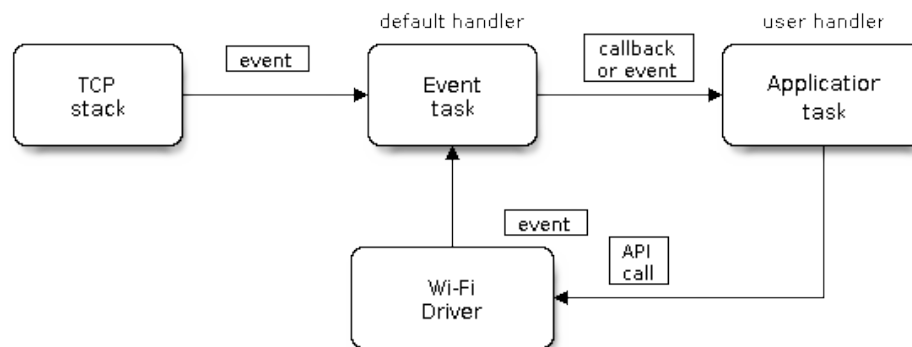 default handler
user handler
event
callback
or event
TCP
stack
Event
task
Application
task
event
API
call
Wi-Fi
Driver